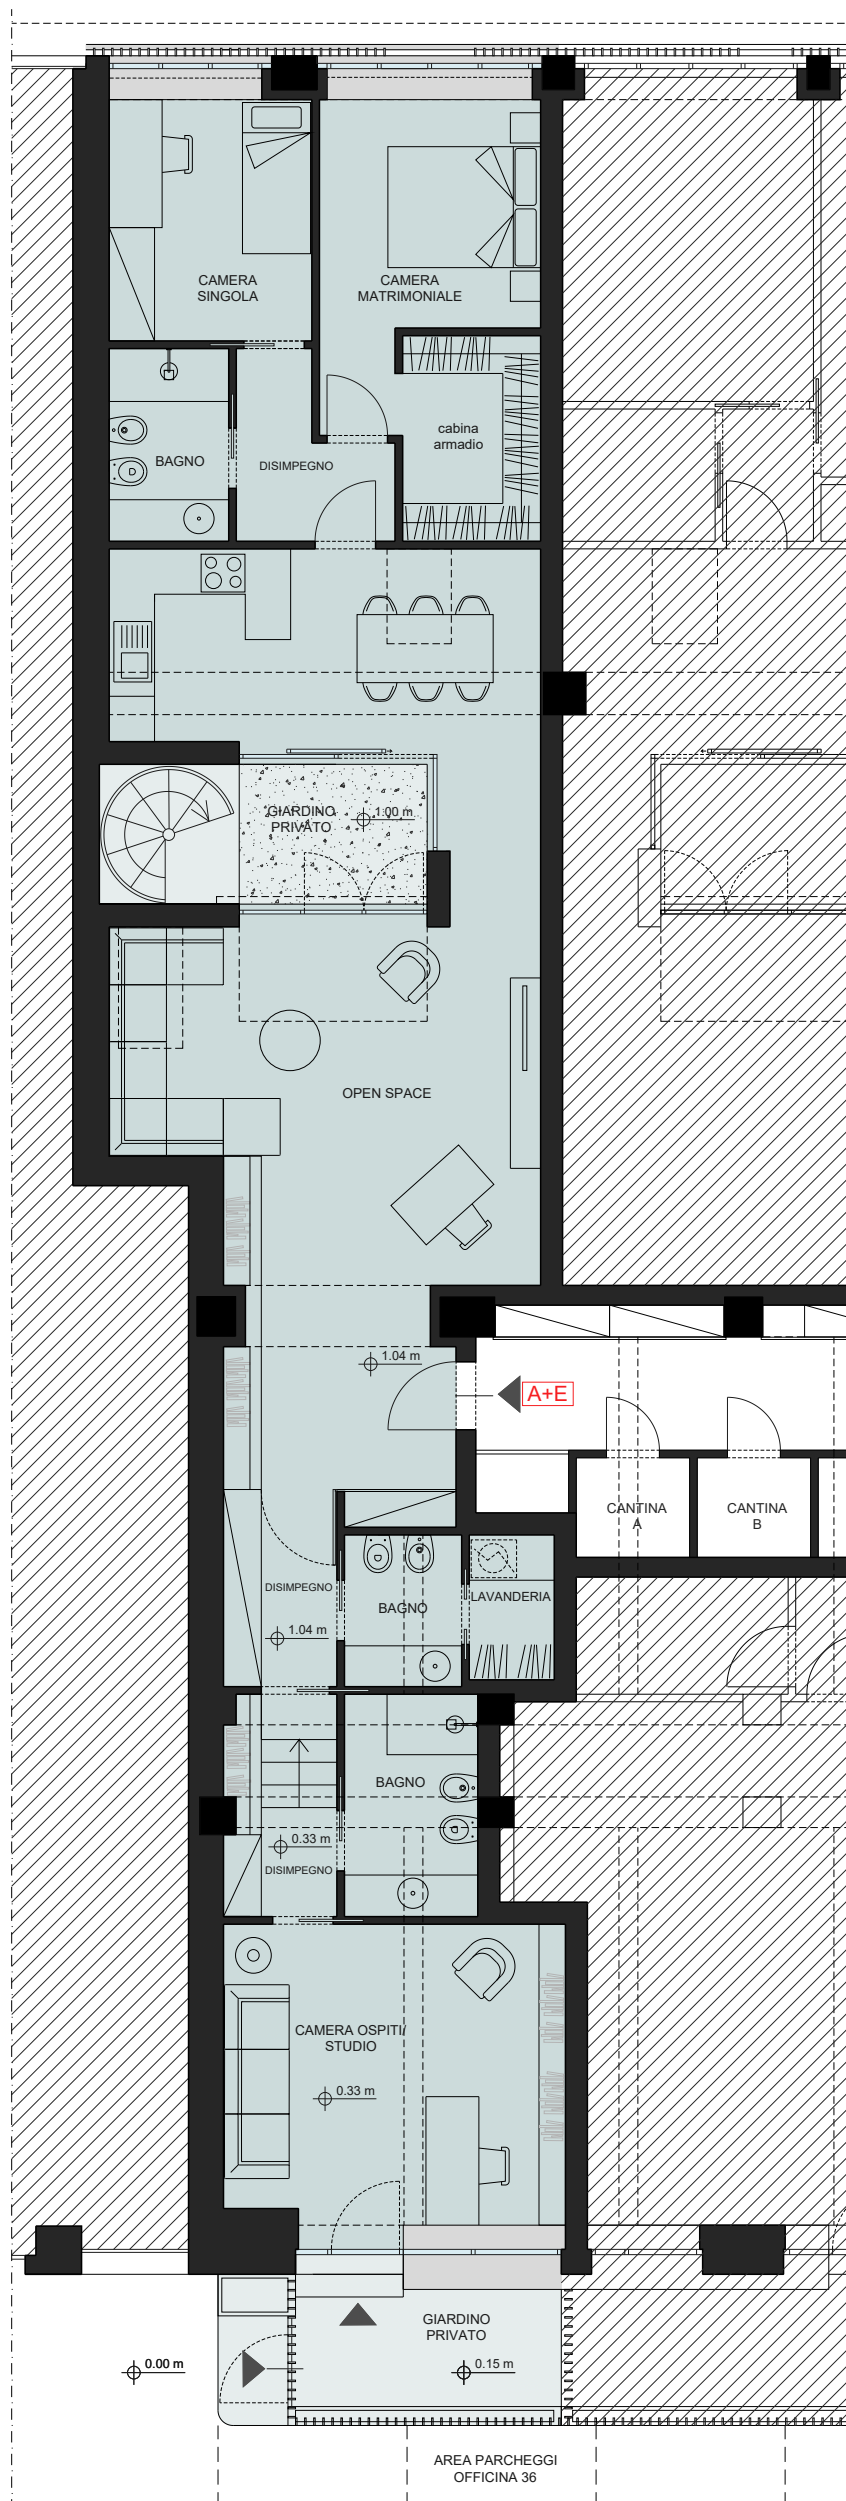 CAMERA
SINGOLA
CAMERA
MATRIMONIALE
cabina
armadio
BAGNO
DISIMPEGNO
GIARDINO
PRIVATO
1.00 m
OPEN SPACE
1.04 m
A+E
CANTINA
A
CANTINA
B
DISIMPEGNO
BAGNO
LAVANDERIA
1.04 m
BAGNO
0.33 m
DISIMPEGNO
CAMERA OSPITI/
STUDIO
0.33 m
GIARDINO
PRIVATO
0.00 m
0.15 m
AREA PARCHEGGI
OFFICINA 36